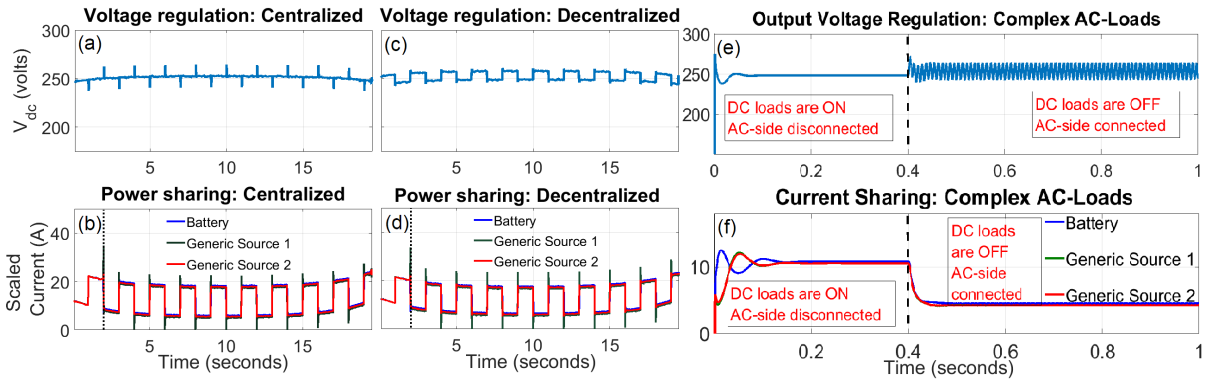 Voltage regulation: Centralized
(a)
300
250
200
V_dc (volts)
5
10
15
Voltage regulation: Decentralized
(c)
5
10
15
Output Voltage Regulation: Complex AC-Loads
(e)
300
250
200
DC loads are ON
AC-side disconnected
DC loads are OFF
AC-side connected
0
0.2
0.4
0.6
0.8
1
Power sharing: Centralized
(b)
40
20
0
Scaled
Current (A)
Battery
Generic Source 1
Generic Source 2
5
10
15
Time (seconds)
Power sharing: Decentralized
(d)
Battery
Generic Source 1
Generic Source 2
5
10
15
Time (seconds)
Current Sharing: Complex AC-Loads
(f)
10
0
DC loads are ON
AC-side disconnected
DC loads
are OFF
AC-side
connected
Battery
Generic Source 1
Generic Source 2
0.2
0.4
0.6
0.8
1
Time (seconds)